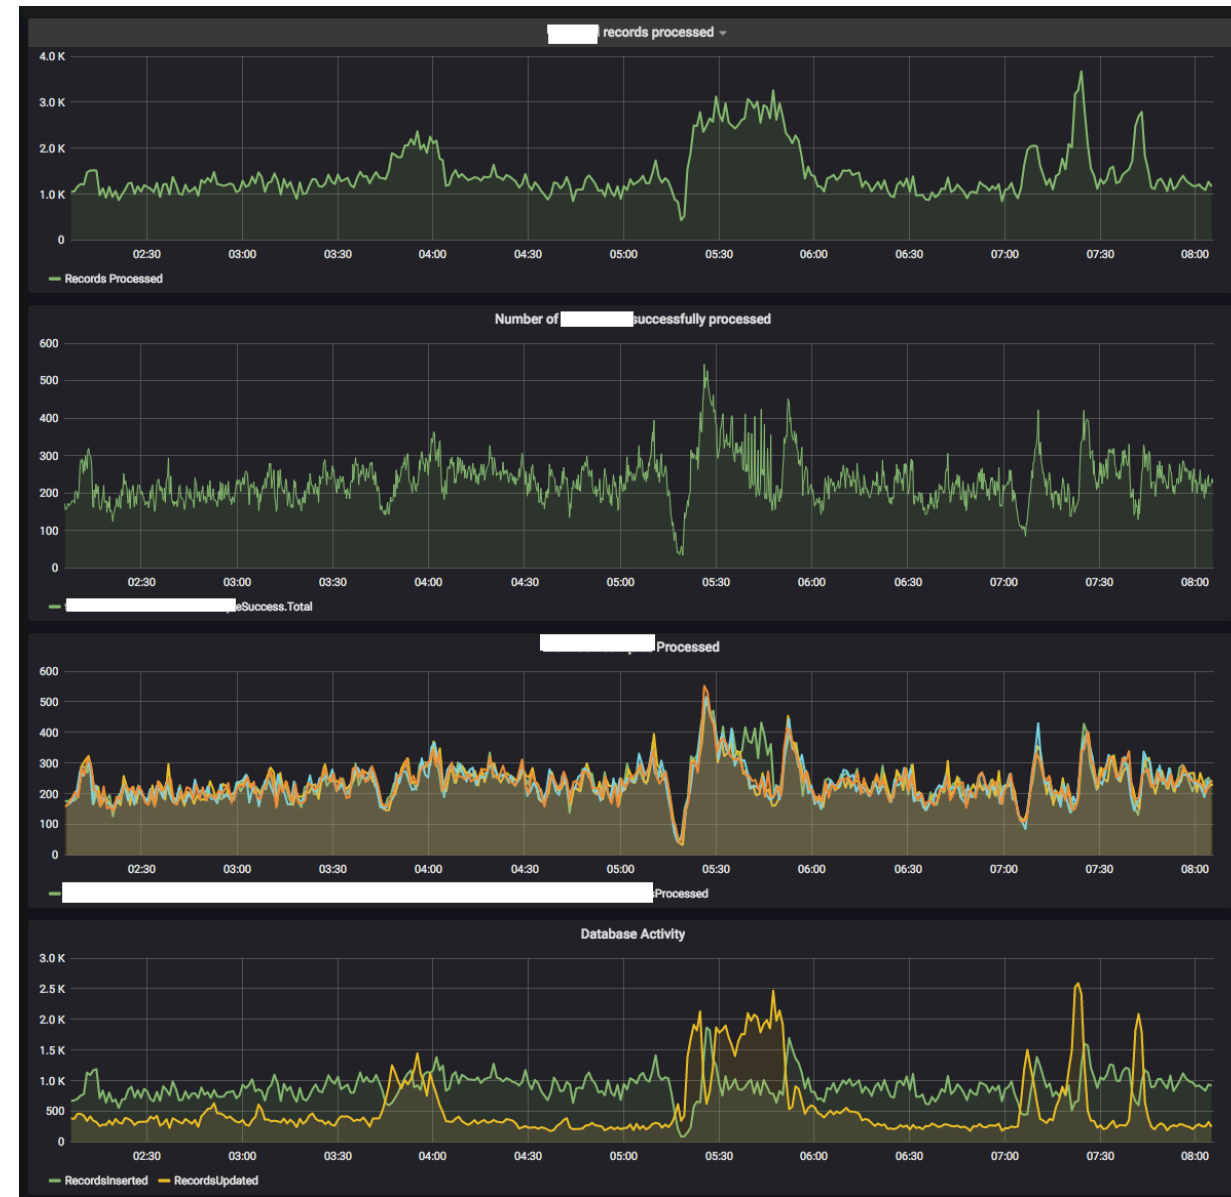 records processed
4.0 K
3.0 K
2.0 K
1.0 K
0
02:30 03:00 03:30 04:00 04:30 05:00 05:30 06:00 06:30 07:00 07:30 08:00
Records Processed
Number of successfully processed
600
500
400
300
200
100
0
02:30 03:00 03:30 04:00 04:30 05:00 05:30 06:00 06:30 07:00 07:30 08:00
eSuccess.Total
Processed
600
500
400
300
200
100
0
02:30 03:00 03:30 04:00 04:30 05:00 05:30 06:00 06:30 07:00 07:30 08:00
Processed
Database Activity
3.0 K
2.5 K
2.0 K
1.5 K
1.0 K
500
0
02:30 03:00 03:30 04:00 04:30 05:00 05:30 06:00 06:30 07:00 07:30 08:00
RecordsInserted RecordsUpdated